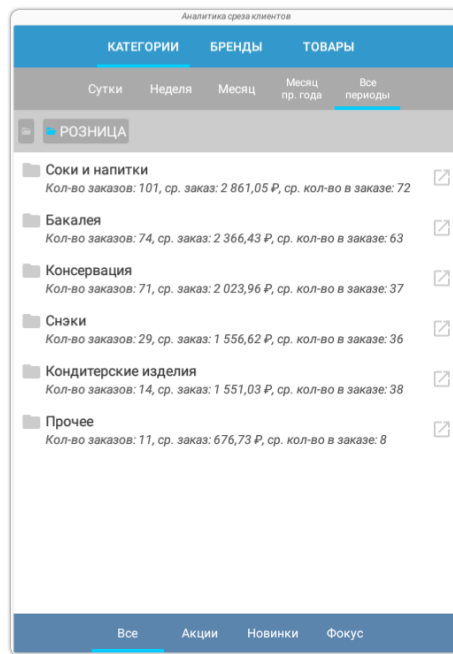 Аналитика среза клиентов
КАТЕГОРИИ БРЕНДЫ ТОВАРЫ
Сутки Неделя Месяц Месяц пр. года Все периоды
РОЗНИЦА
Соки и напитки
Кол-во заказов: 101, ср. заказ: 2 861,05 ₽, ср. кол-во в заказе: 72
Бакалея
Кол-во заказов: 74, ср. заказ: 2 366,43 ₽, ср. кол-во в заказе: 63
Консервация
Кол-во заказов: 71, ср. заказ: 2 023,96 ₽, ср. кол-во в заказе: 37
Снэки
Кол-во заказов: 29, ср. заказ: 1 556,62 ₽, ср. кол-во в заказе: 36
Кондитерские изделия
Кол-во заказов: 14, ср. заказ: 1 551,03 ₽, ср. кол-во в заказе: 38
Прочее
Кол-во заказов: 11, ср. заказ: 676,73 ₽, ср. кол-во в заказе: 8
Все Акции Новинки Фокус